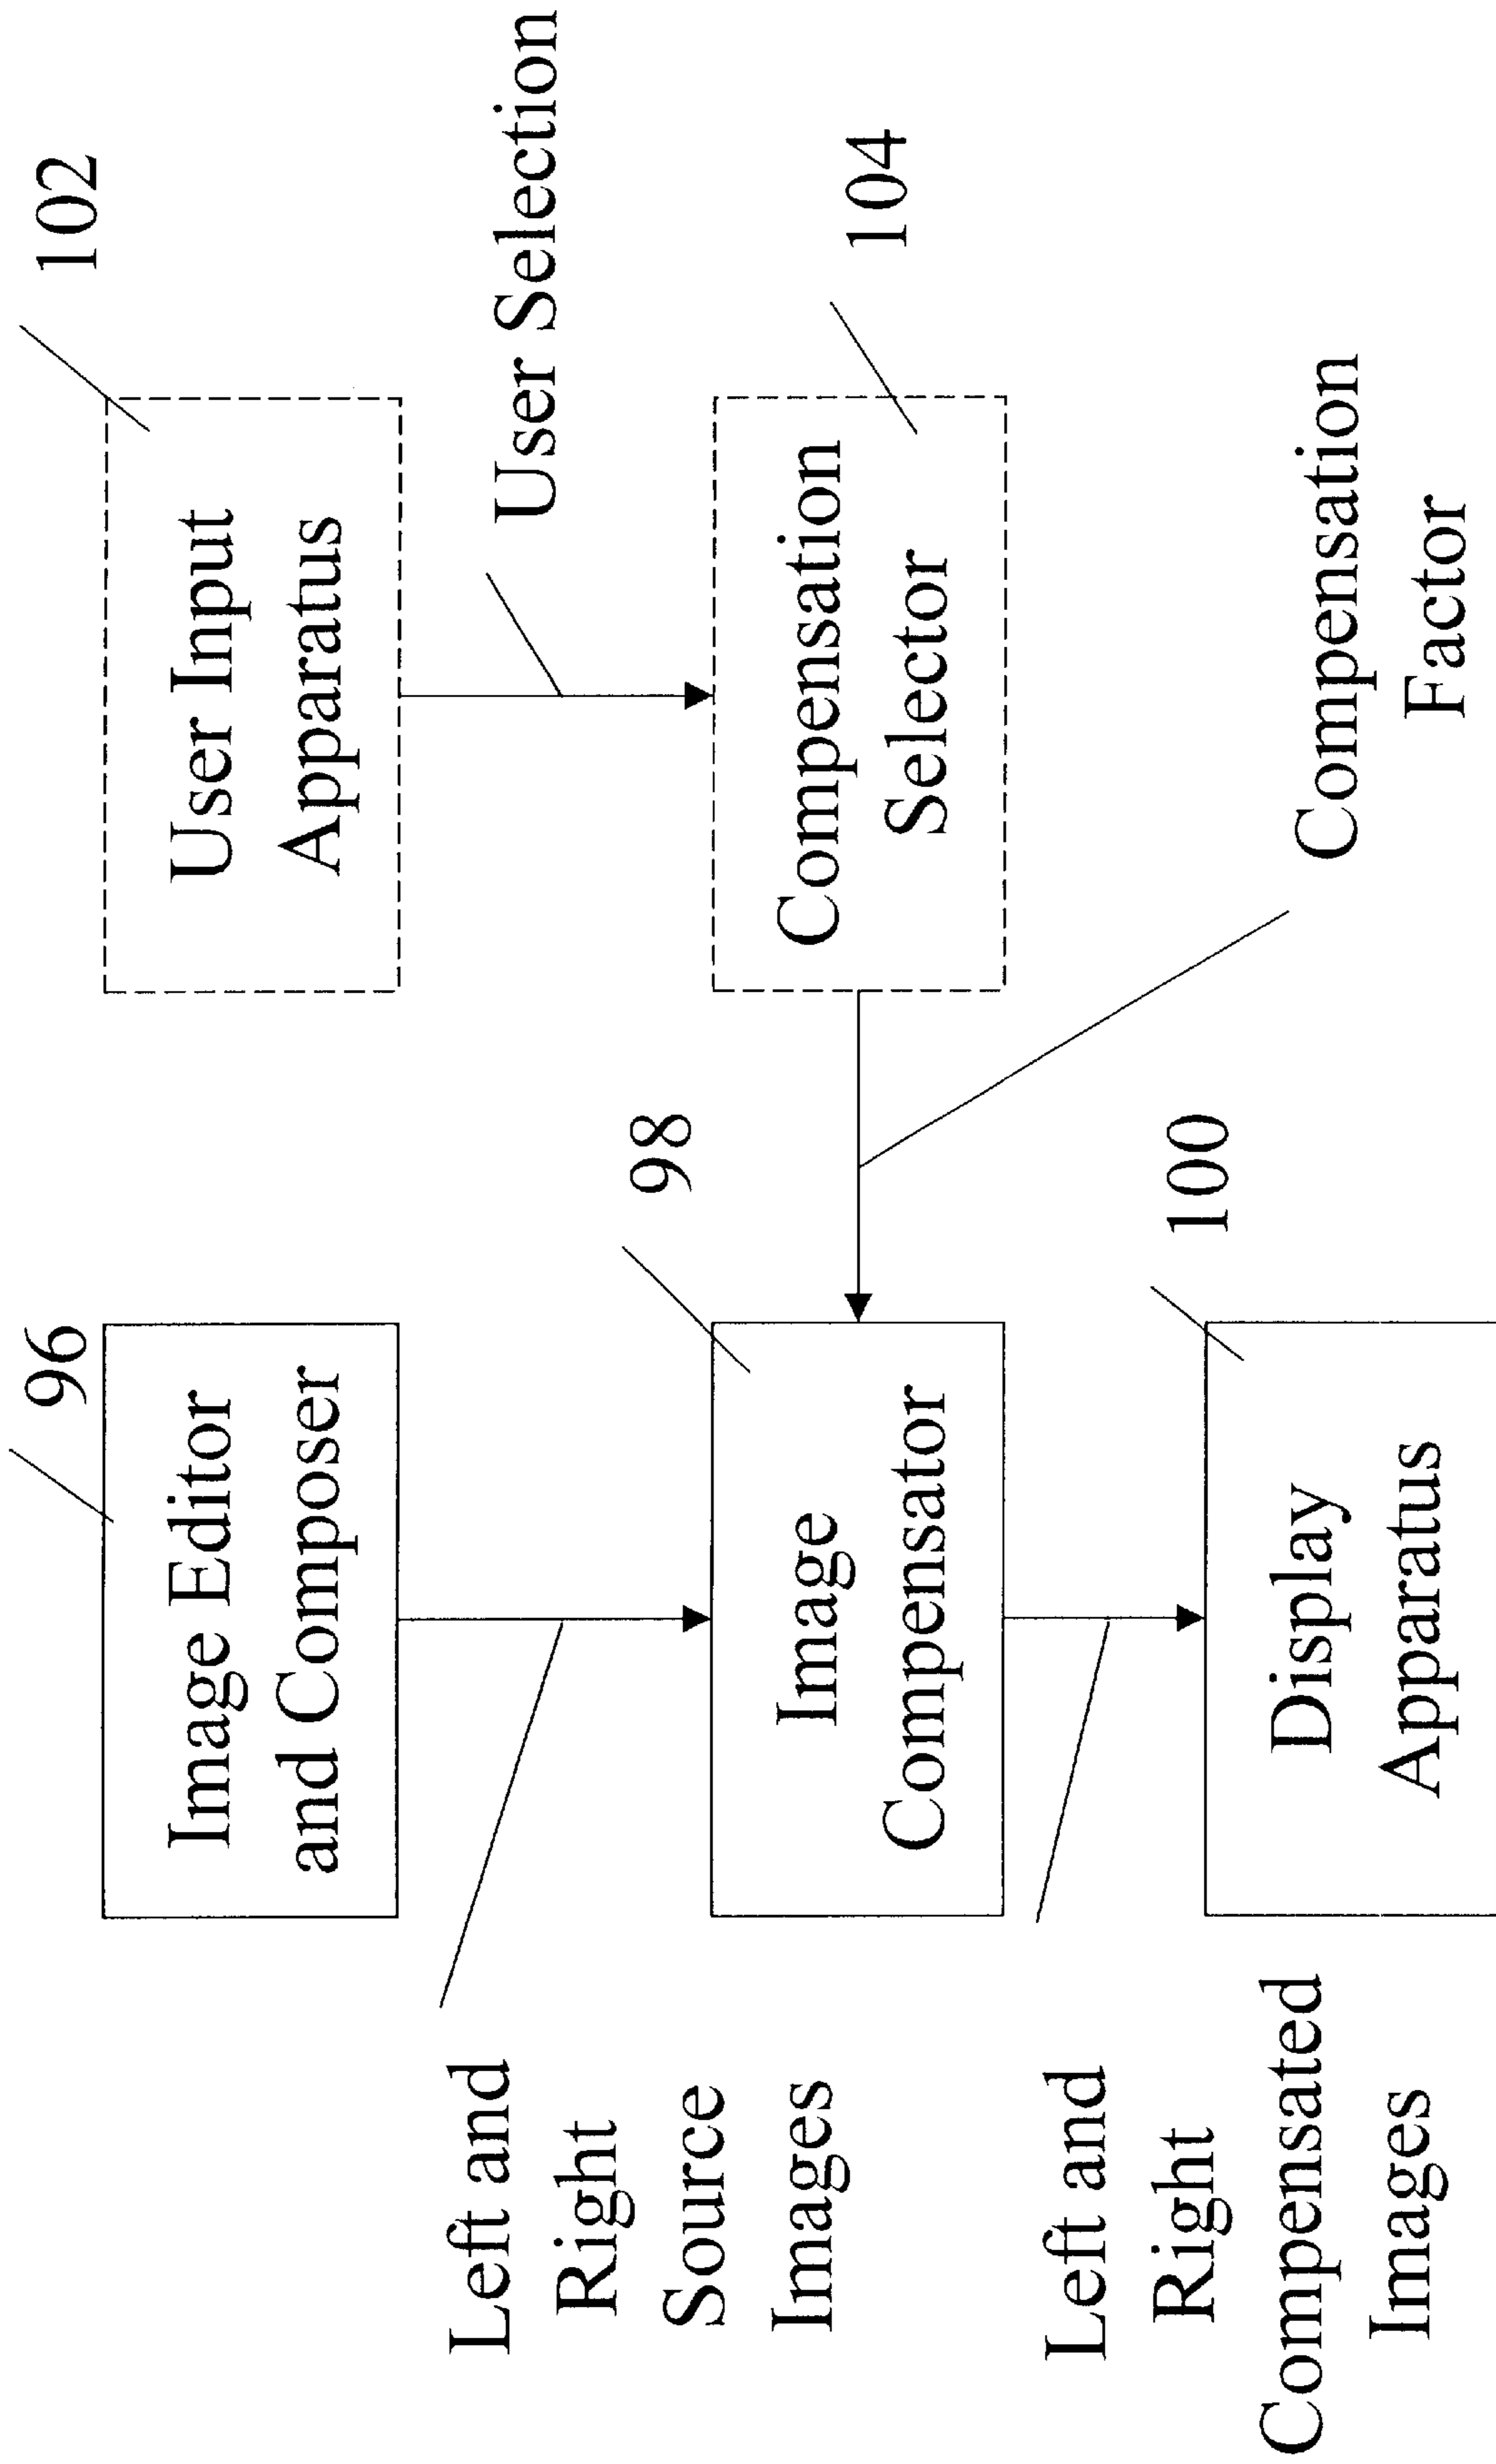 96
Image Editor
and Composer
102
User Input
Apparatus
Left and
Right
Source
Images
User Selection
98
Image
Compensator
104
Compensation
Selector
Left and
Right
Compensated
Images
100
Display
Apparatus
Compensation
Factor